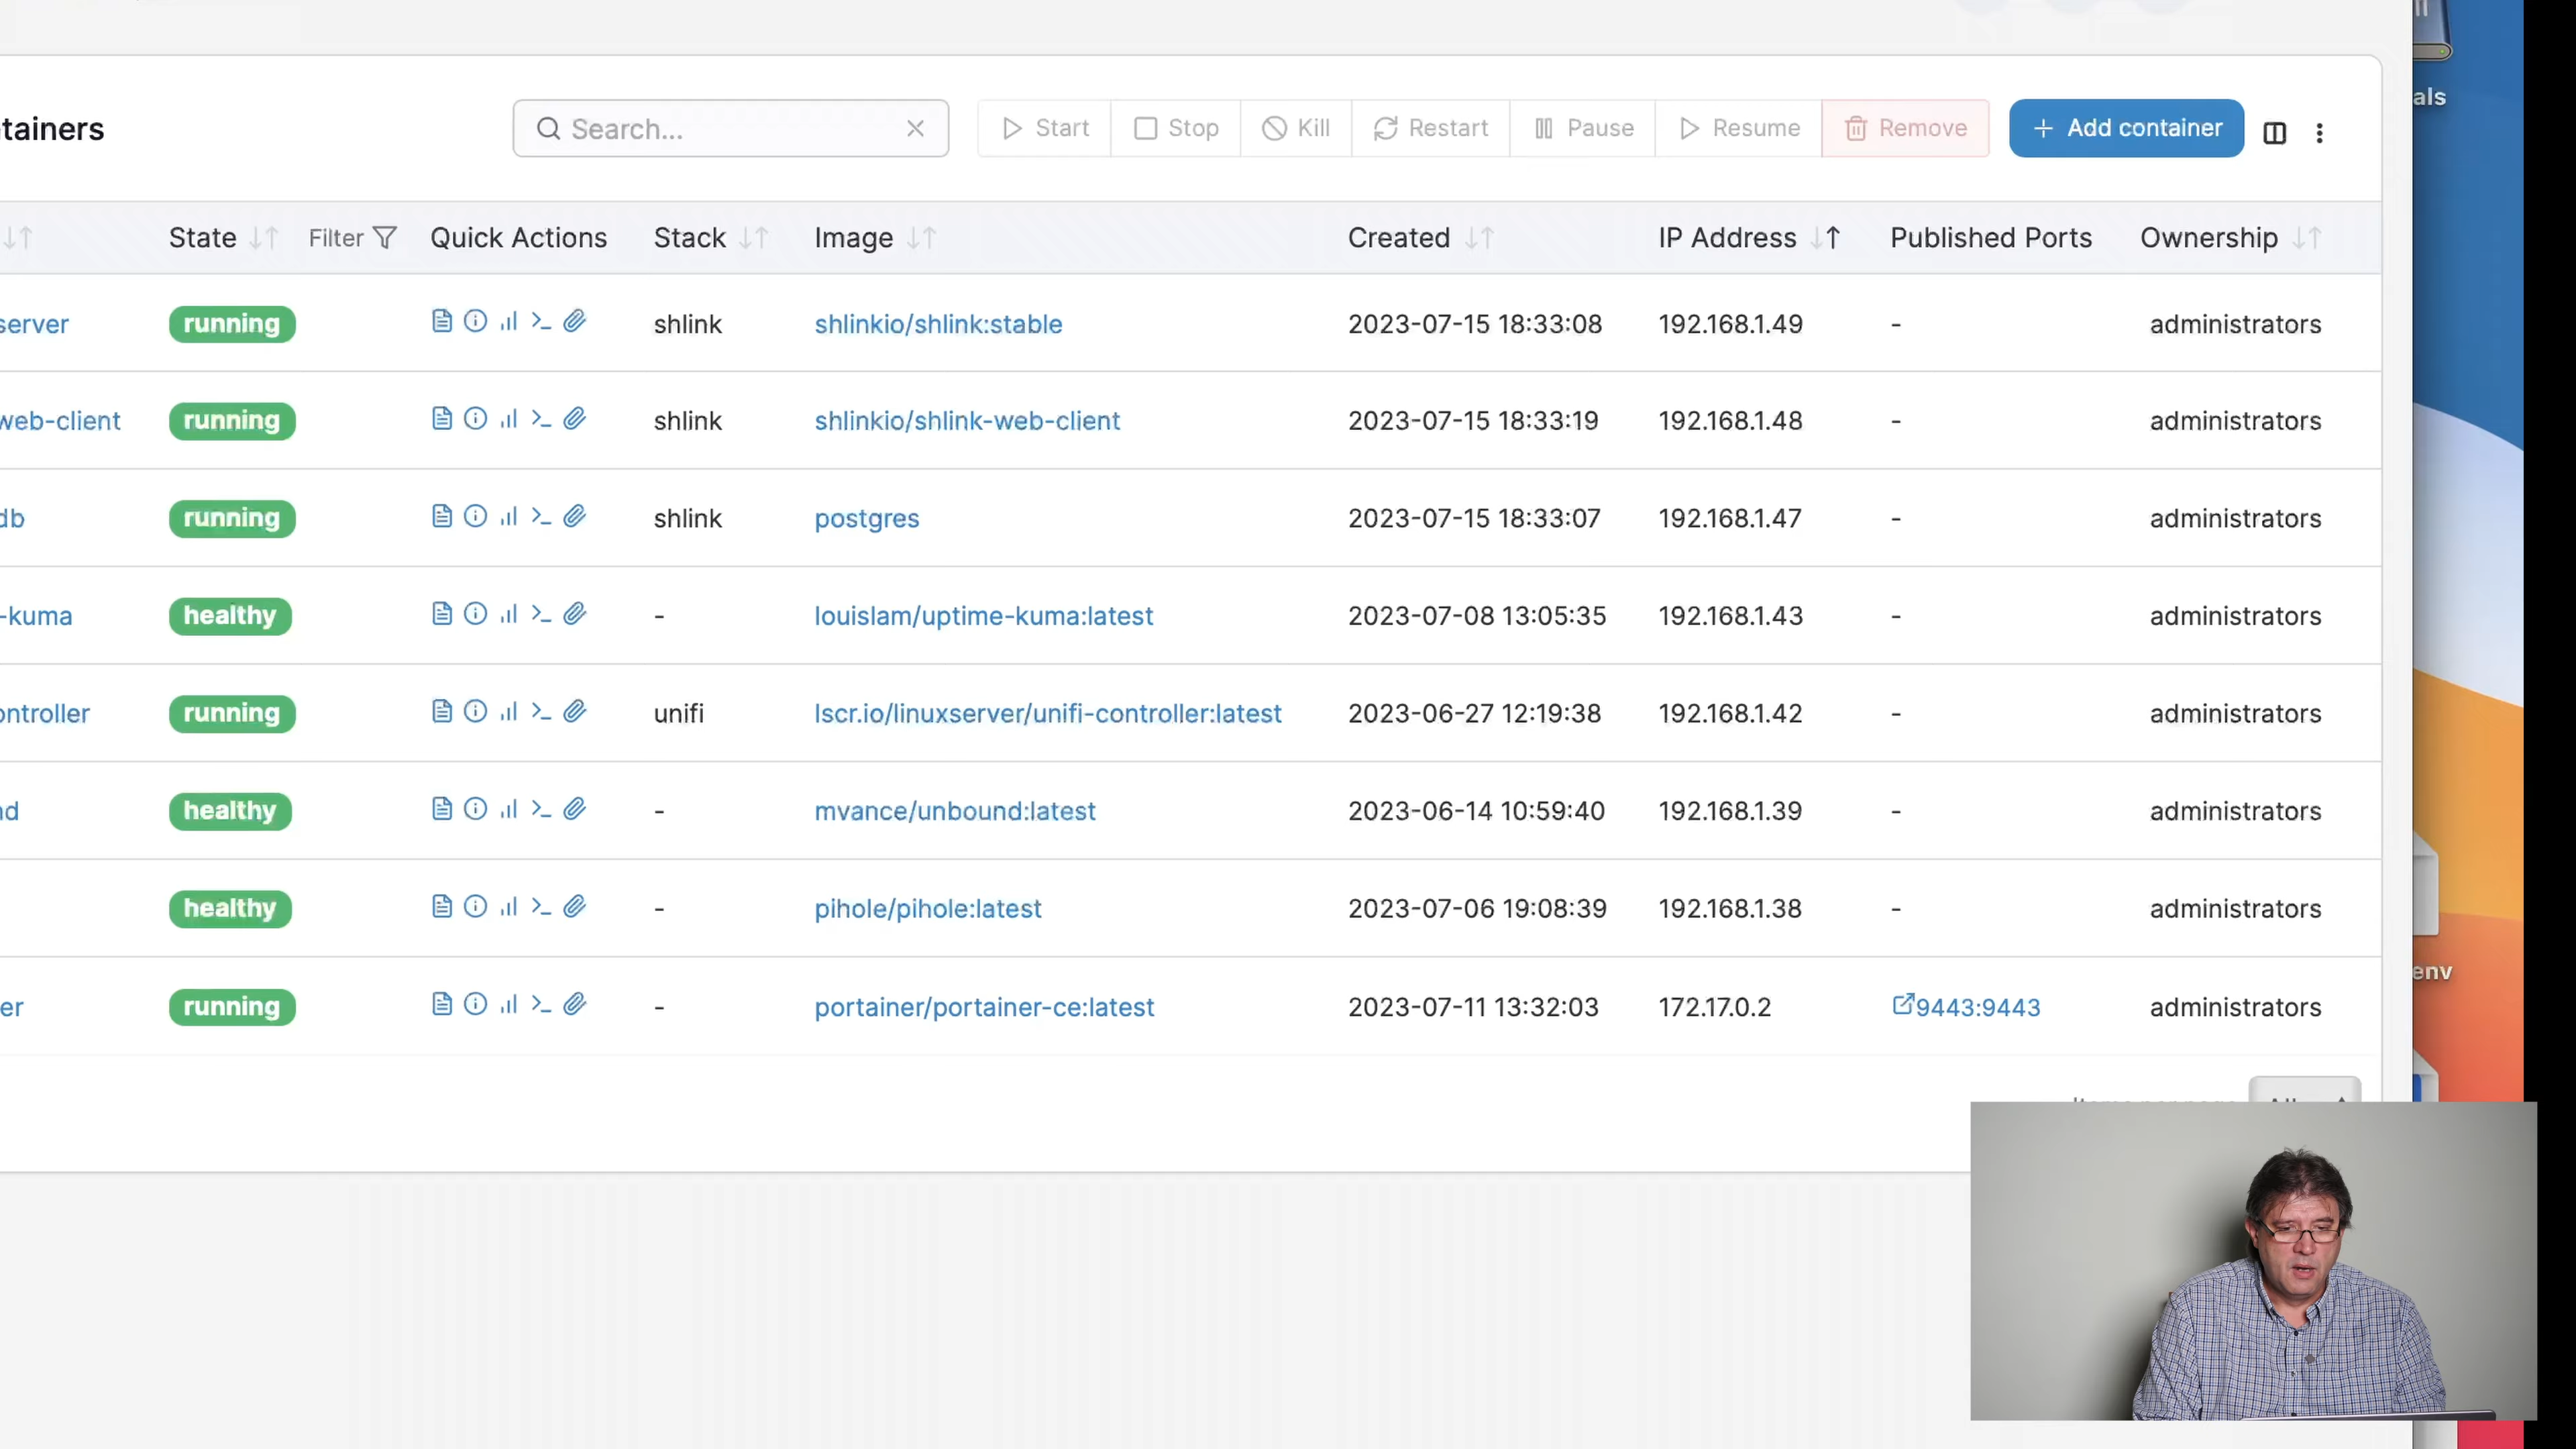 als
tainers Search... Start Stop Kill Restart Pause Resume Remove Add container
State Filter Quick Actions Stack Image Created IP Address Published Ports Ownership
server running shlink shlinkio/shlink:stable 2023-07-15 18:33:08 192.168.1.49 - administrators
web-client running shlink shlinkio/shlink-web-client 2023-07-15 18:33:19 192.168.1.48 - administrators
db running shlink postgres 2023-07-15 18:33:07 192.168.1.47 - administrators
-kuma healthy - louislam/uptime-kuma:latest 2023-07-08 13:05:35 192.168.1.43 - administrators
ontroller running unifi lscr.io/linuxserver/unifi-controller:latest 2023-06-27 12:19:38 192.168.1.42 - administrators
nd healthy - mvance/unbound:latest 2023-06-14 10:59:40 192.168.1.39 - administrators
healthy - pihole/pihole:latest 2023-07-06 19:08:39 192.168.1.38 - administrators
env
er running - portainer/portainer-ce:latest 2023-07-11 13:32:03 172.17.0.2 9443:9443 administrators